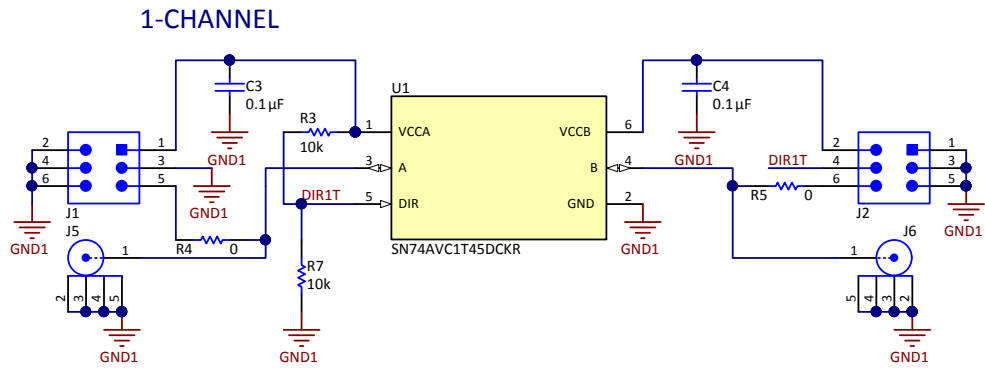 1-CHANNEL
C3
0.1µF
GND1
R3
10k
U1
VCCA
VCCB
A
B
DIR
GND
1
3
5
6
4
2
SN74AVC1T45DCKR
C4
0.1µF
GND1
2
4
6
1
3
5
J1
GND1
GND1
DIR1T
R4
0
R7
10k
GND1
J5
1
2
3
4
5
GND1
GND1
DIR1T
R5
0
2
4
6
1
3
5
J2
GND1
J6
1
5
4
3
2
GND1